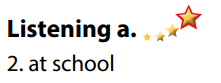 Listening a.
2. at school